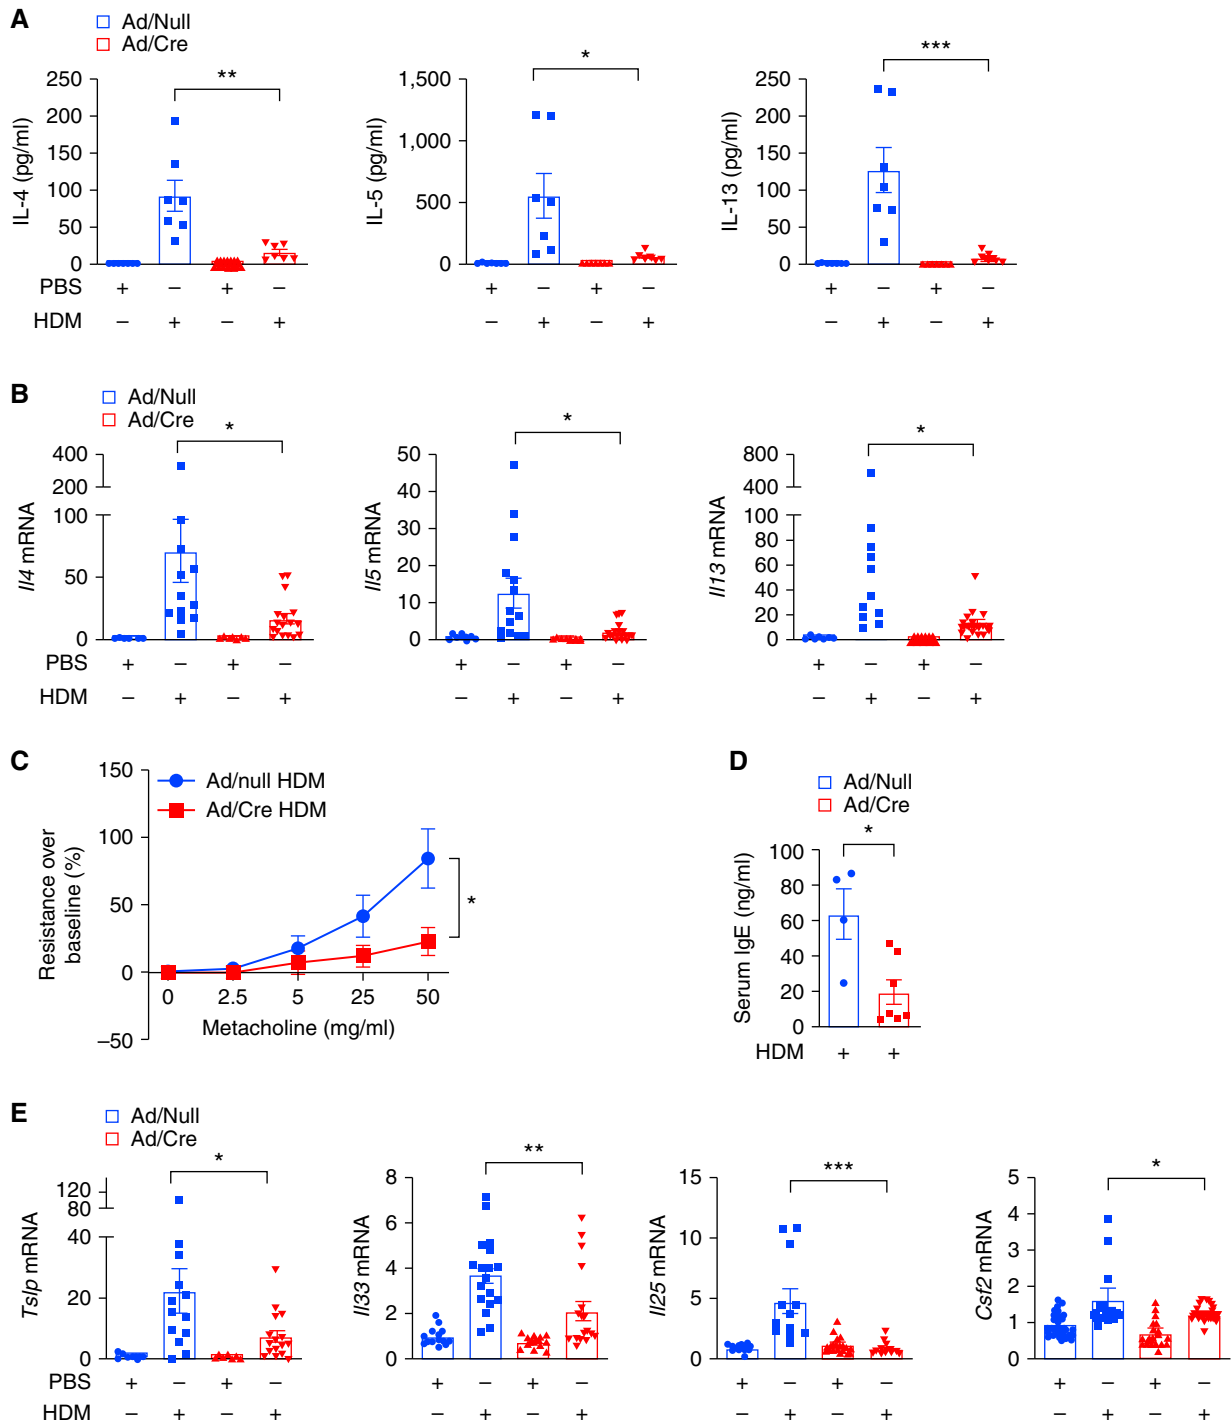 A
Ad/Null
Ad/Cre
** * ***
IL-4 (pg/ml)
250
200
150
100
50
0
IL-5 (pg/ml)
1,500
1,000
500
0
IL-13 (pg/ml)
250
200
150
100
50
0
PBS + – + – + – + – + – + –
HDM – + – + – + – + – + – +
B
Ad/Null
Ad/Cre
* * *
Il4 mRNA
400
200
100
50
0
Il5 mRNA
50
40
30
20
10
0
Il13 mRNA
800
400
100
80
60
40
20
0
PBS + – + – + – + – + – + –
HDM – + – + – + – + – + – +
C
Ad/null HDM
Ad/Cre HDM
Resistance over
baseline (%)
150
100
50
0
–50
*
0 2.5 5 25 50
Metacholine (mg/ml)
D
Ad/Null
Ad/Cre
*
Serum IgE (ng/ml)
100
80
60
40
20
0
HDM + +
E
Ad/Null
Ad/Cre
* ** *** *
Tslp mRNA
120
80
40
20
0
Il33 mRNA
8
6
4
2
0
Il25 mRNA
15
10
5
0
Csf2 mRNA
5
4
3
2
1
0
PBS + – + – + – + – + – + – + – + –
HDM – + – + – + – + – + – + – + – +